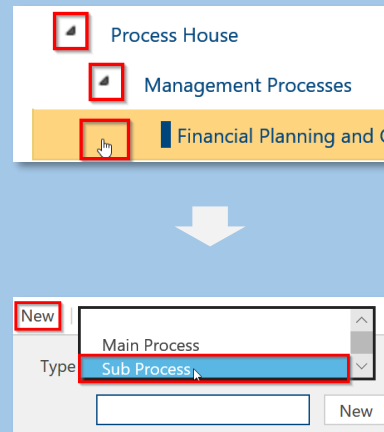 Process House
Management Processes
Financial Planning and
New
Main Process
Type
Sub Process
New